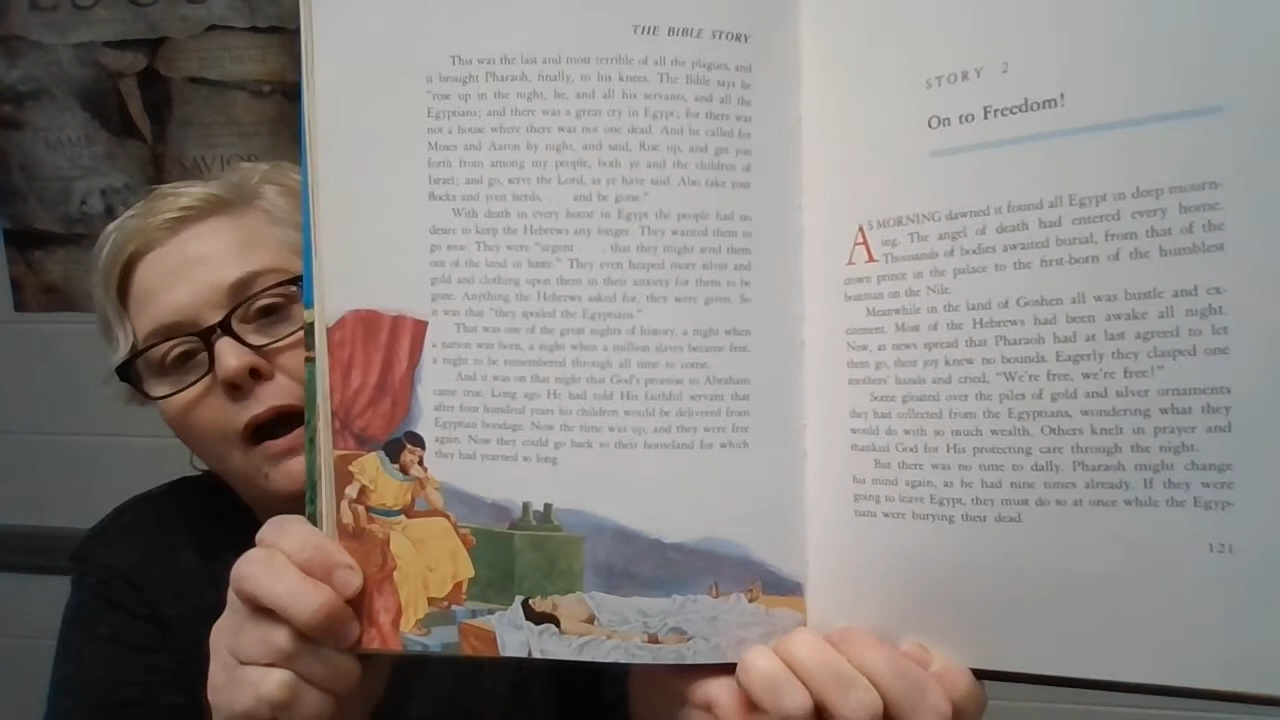 LAMB
SAVIOR
THE BIBLE STORY
This was the last and most terrible of all the plagues, and
it brought Pharaoh, finally, to his knees. The Bible says he
"rose up in the night, he, and all his servants, and all the
Egyptians; and there was a great cry in Egypt; for there was
not a house where there was not one dead. And he called for
Moses and Aaron by night, and said, Rise up, and get you
forth from among my people, both ye and the children of
Israel; and go, serve the Lord, as ye have said. Also take your
flocks and your herds, . . . and be gone."
With death in every home in Egypt the people had no
desire to keep the Hebrews any longer. They wanted them to
go now. They were "urgent . . . that they might send them
out of the land in haste." They even heaped more silver and
gold and clothing upon them in their anxiety for them to be
gone. Anything the Hebrews asked for, they were given. So
it was that "they spoiled the Egyptians."
That was one of the great nights of history, a night when
a nation was born, a night when a million slaves became free,
a night to be remembered through all time to come.
And it was on that night that God's promise to Abraham
came true. Long ago He had told His faithful servant that
after four hundred years his children would be delivered from
Egyptian bondage. Now the time was up, and they were free
again. Now they could go back to their homeland for which
they had yearned so long.
STORY 2
On to Freedom!
AS MORNING dawned it found all Egypt in deep mourn-
ing. The angel of death had entered every home.
Thousands of bodies awaited burial, from that of the
crown prince in the palace to the first-born of the humblest
boatman on the Nile.
Meanwhile in the land of Goshen all was bustle and ex-
citement. Most of the Hebrews had been awake all night.
Now, as news spread that Pharaoh had at last agreed to let
them go, their joy knew no bounds. Eagerly they clasped one
anothers' hands and cried, "We're free, we're free!"
Some gloated over the piles of gold and silver ornaments
they had collected from the Egyptians, wondering what they
would do with so much wealth. Others knelt in prayer and
thanked God for His protecting care through the night.
But there was no time to dally. Pharaoh might change
his mind again, as he had nine times already. If they were
going to leave Egypt, they must do so at once while the Egyp-
tians were burying their dead.
121